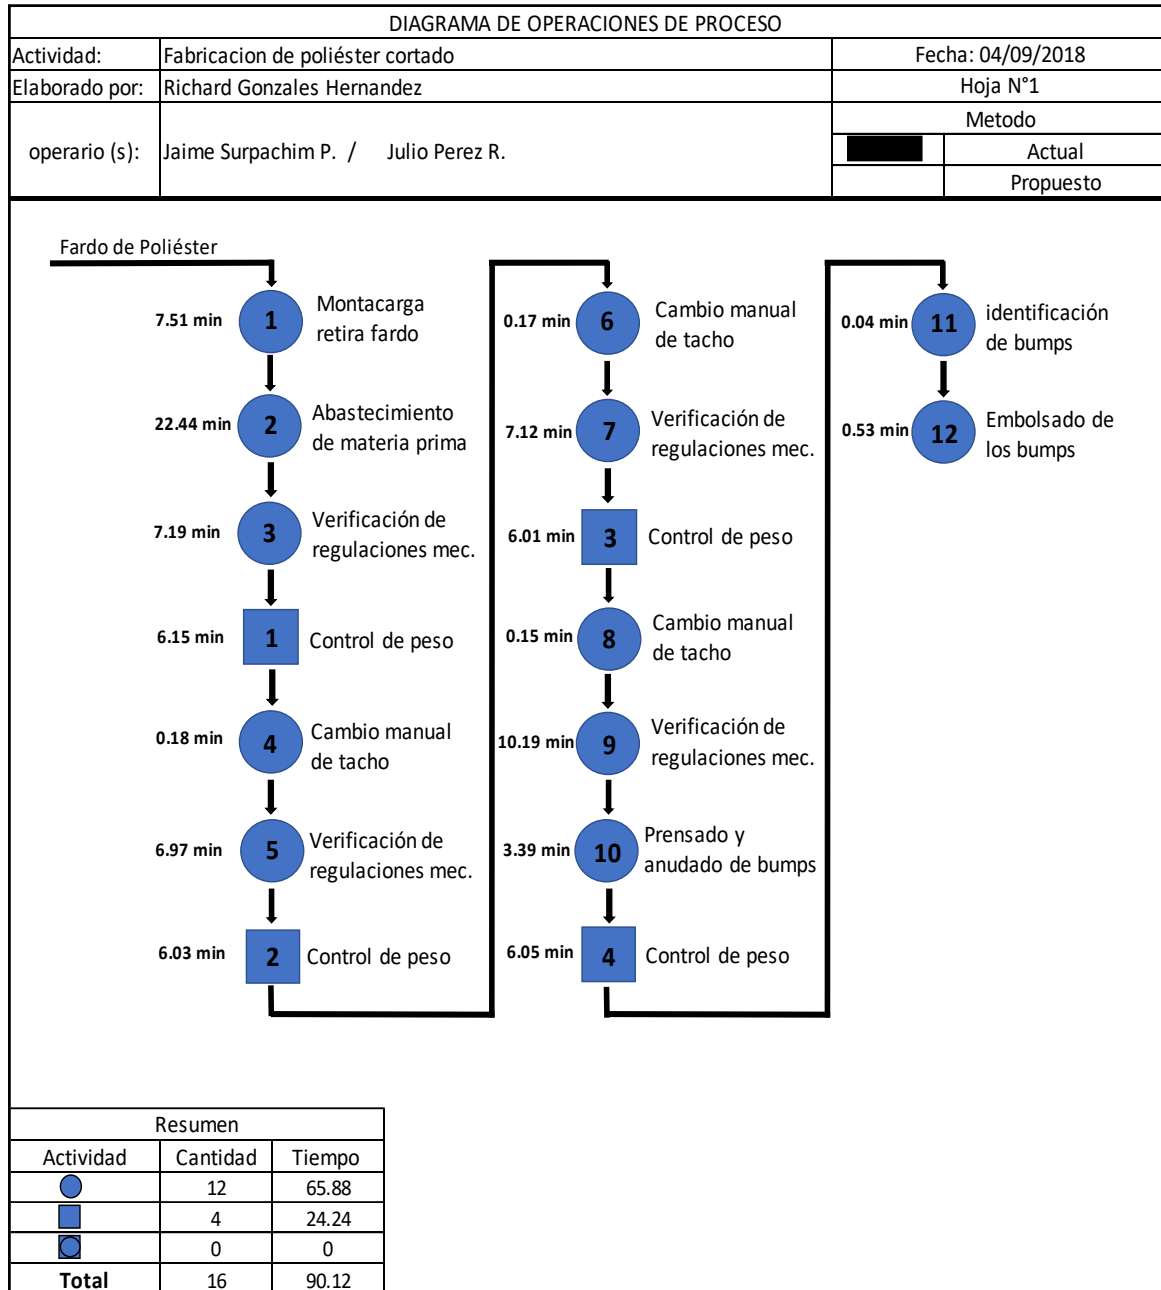 DIAGRAMA DE OPERACIONES DE PROCESO
Actividad: Fabricacion de poliéster cortado Fecha: 04/09/2018
Elaborado por: Richard Gonzales Hernandez Hoja N°1
operario (s): Jaime Surpachim P. / Julio Perez R.
Metodo
Actual
Propuesto
Fardo de Poliéster
7.51 min 1 Montacarga
retira fardo
22.44 min 2 Abastecimiento
de materia prima
7.19 min 3 Verificación de
regulaciones mec.
6.15 min 1 Control de peso
0.18 min 4 Cambio manual
de tacho
6.97 min 5 Verificación de
regulaciones mec.
6.03 min 2 Control de peso
0.17 min 6 Cambio manual
de tacho
7.12 min 7 Verificación de
regulaciones mec.
6.01 min 3 Control de peso
0.15 min 8 Cambio manual
de tacho
10.19 min 9 Verificación de
regulaciones mec.
3.39 min 10 Prensado y
anudado de bumps
6.05 min 4 Control de peso
0.04 min 11 identificación
de bumps
0.53 min 12 Embolsado de
los bumps
Resumen
Actividad Cantidad Tiempo
12 65.88
4 24.24
0 0
Total 16 90.12